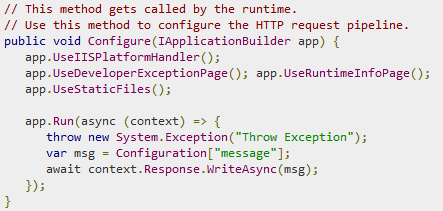 // This method gets called by the runtime.
// Use this method to configure the HTTP request pipeline.
public void Configure(IApplicationBuilder app) {
   app.UseIISPlatformHandler();
   app.UseDeveloperExceptionPage(); app.UseRuntimeInfoPage();
   app.UseStaticFiles();

   app.Run(async (context) => {
      throw new System.Exception("Throw Exception");
      var msg = Configuration["message"];
      await context.Response.WriteAsync(msg);
   });
}